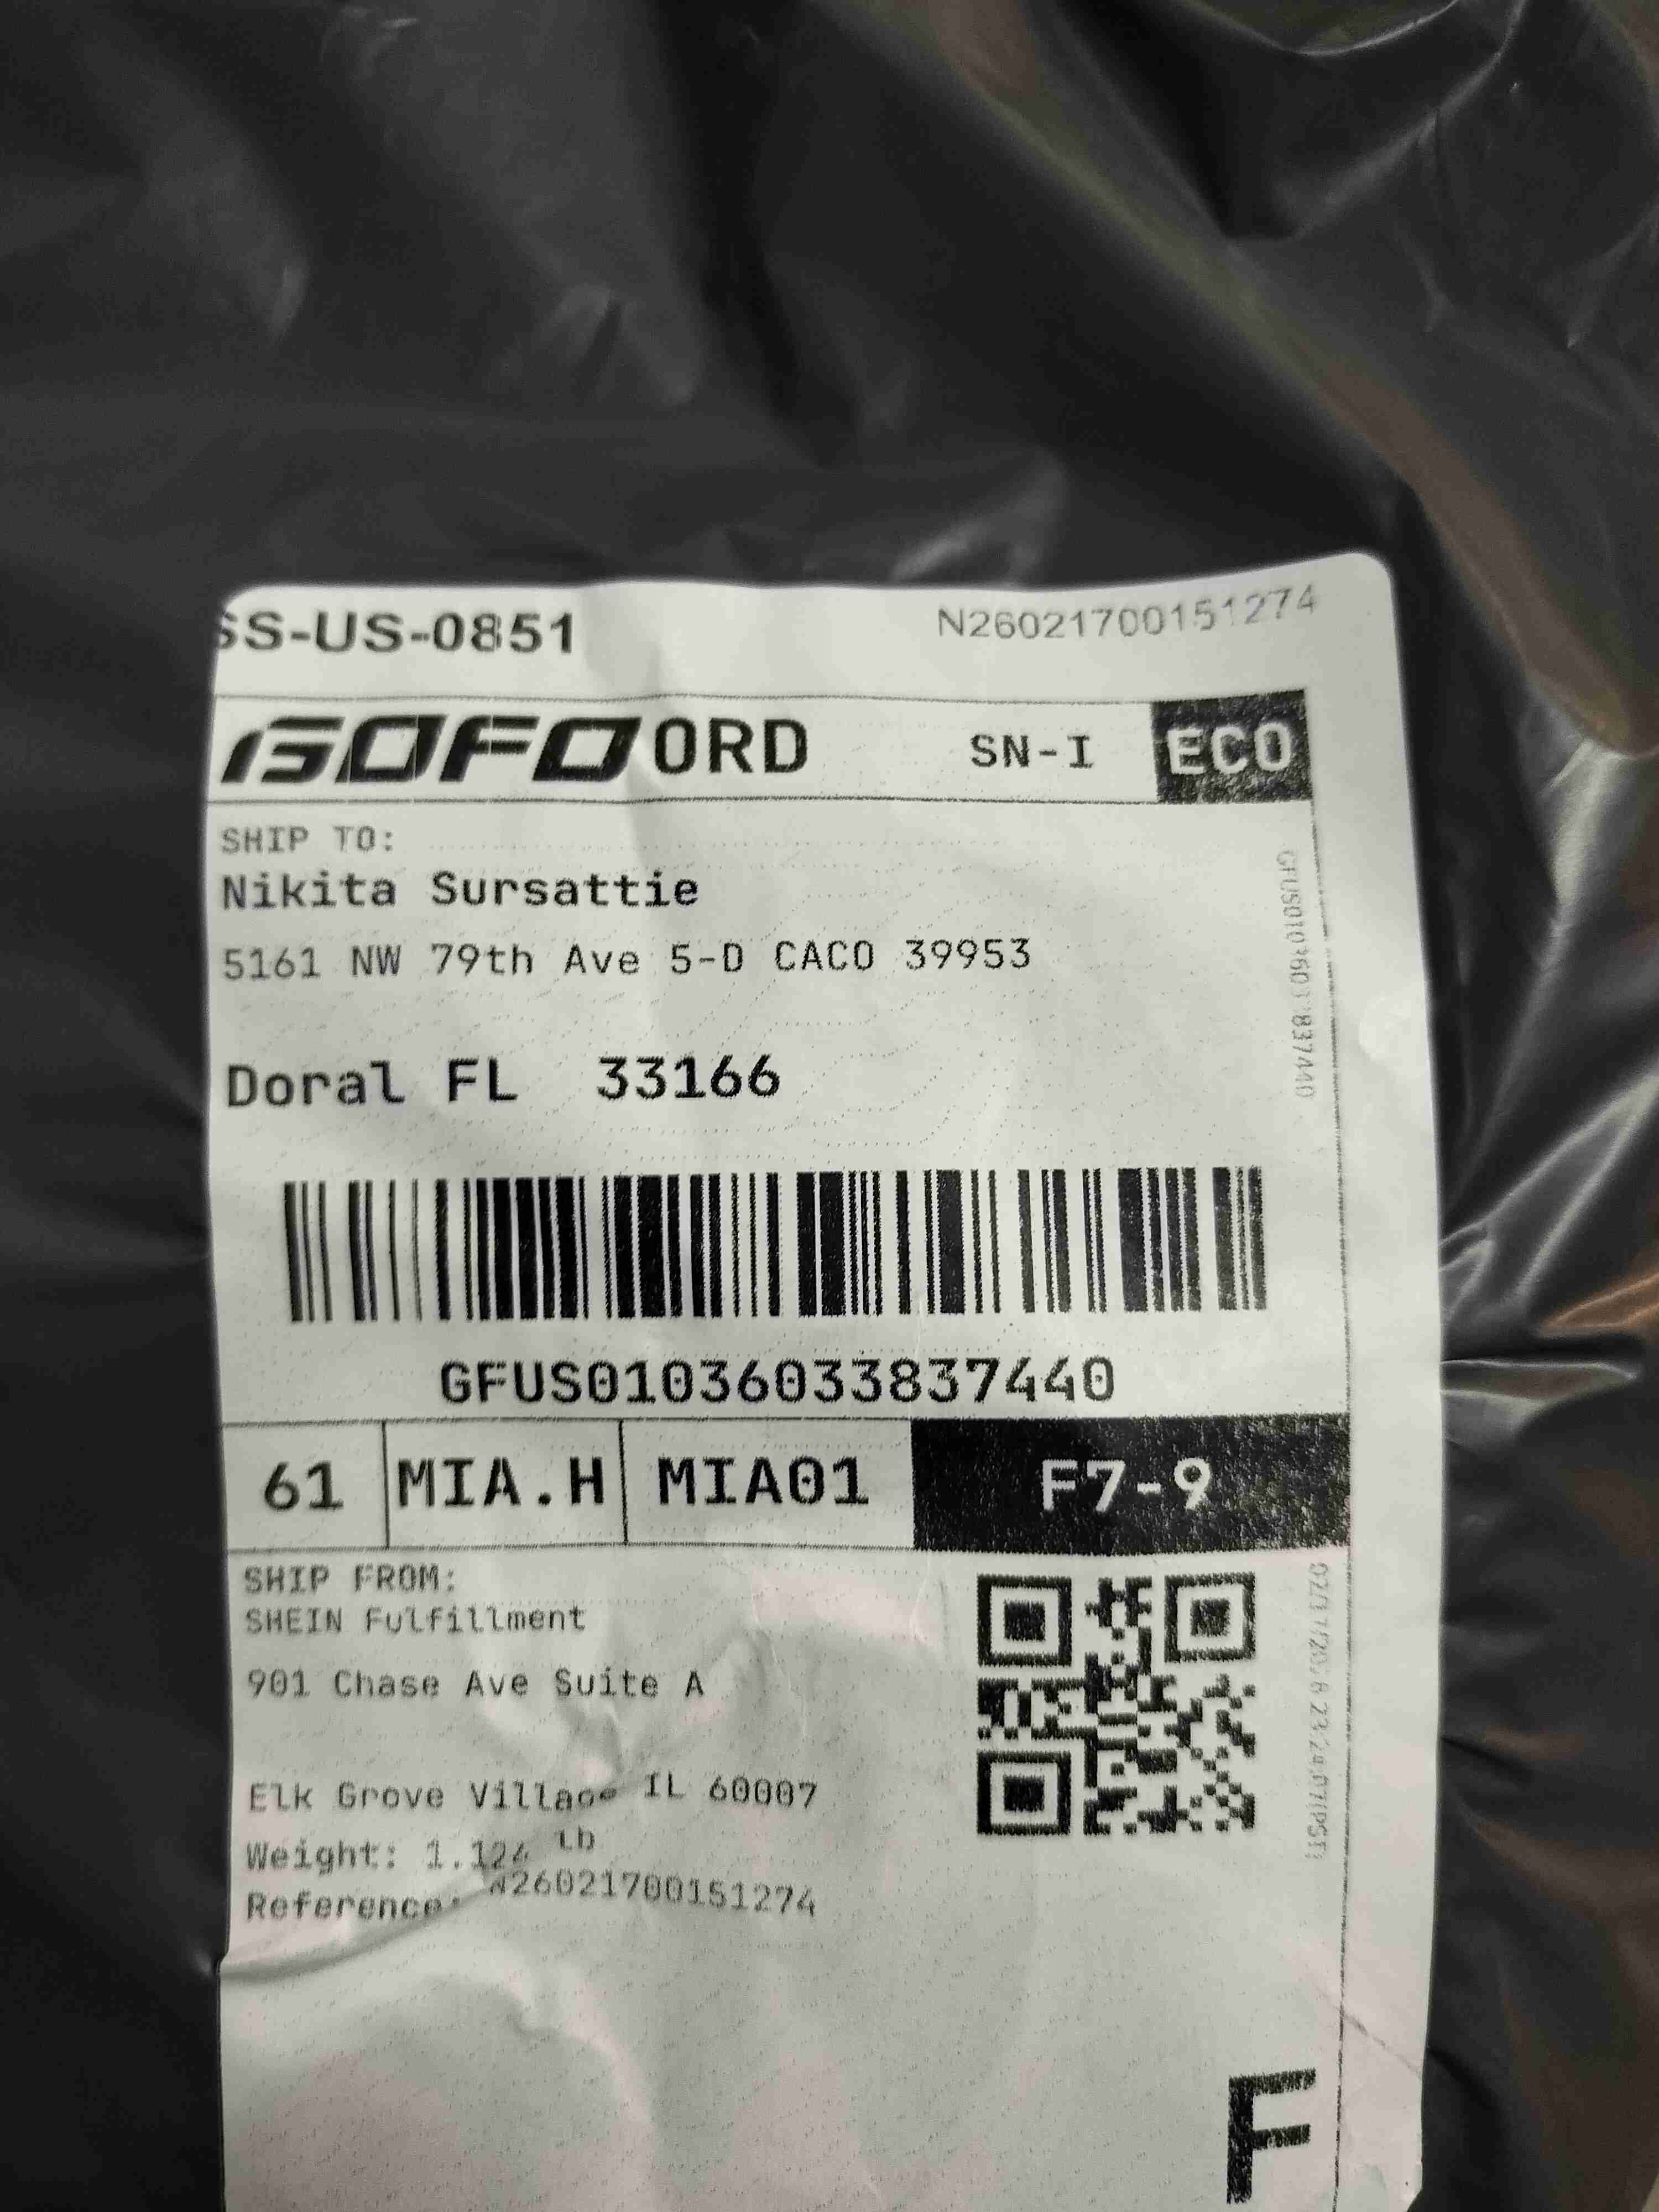 SS-US-0851 N26021700151274
GOFO ORD SN-I ECO
SHIP TO:
Nikita Sursattie
5161 NW 79th Ave 5-D CACO 39953
Doral FL 33166
GFUS01036033837440
GFUS01036033837440
61 MIA.H MIA01 F7-9
SHIP FROM:
SHEIN Fulfillment
901 Chase Ave Suite A
Elk Grove Village IL 60007
Weight: 1.124 Lb
Reference: N26021700151274
F